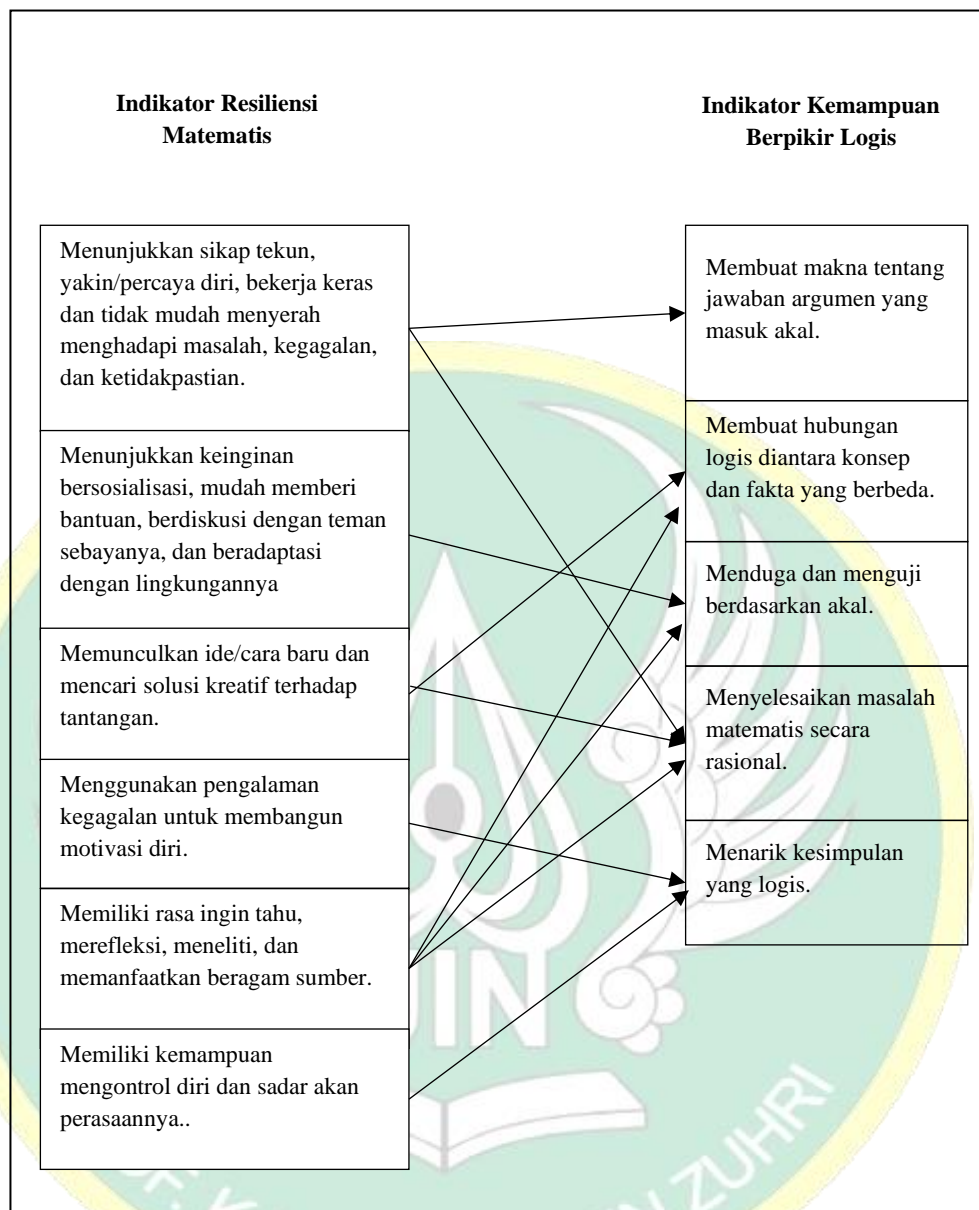 Indikator Resiliensi
Matematis
Indikator Kemampuan
Berpikir Logis
Menunjukkan sikap tekun,
yakin/percaya diri, bekerja keras
dan tidak mudah menyerah
menghadapi masalah, kegagalan,
dan ketidakpastian.
Menunjukkan keinginan
bersosialisasi, mudah memberi
bantuan, berdiskusi dengan teman
sebayanya, dan beradaptasi
dengan lingkungannya
Memunculkan ide/cara baru dan
mencari solusi kreatif terhadap
tantangan.
Menggunakan pengalaman
kegagalan untuk membangun
motivasi diri.
Memiliki rasa ingin tahu,
merefleksi, meneliti, dan
memanfaatkan beragam sumber.
Memiliki kemampuan
mengontrol diri dan sadar akan
perasaannya..
Membuat makna tentang
jawaban argumen yang
masuk akal.
Membuat hubungan
logis diantara konsep
dan fakta yang berbeda.
Menduga dan menguji
berdasarkan akal.
Menyelesaikan masalah
matematis secara
rasional.
Menarik kesimpulan
yang logis.
ZUHRI